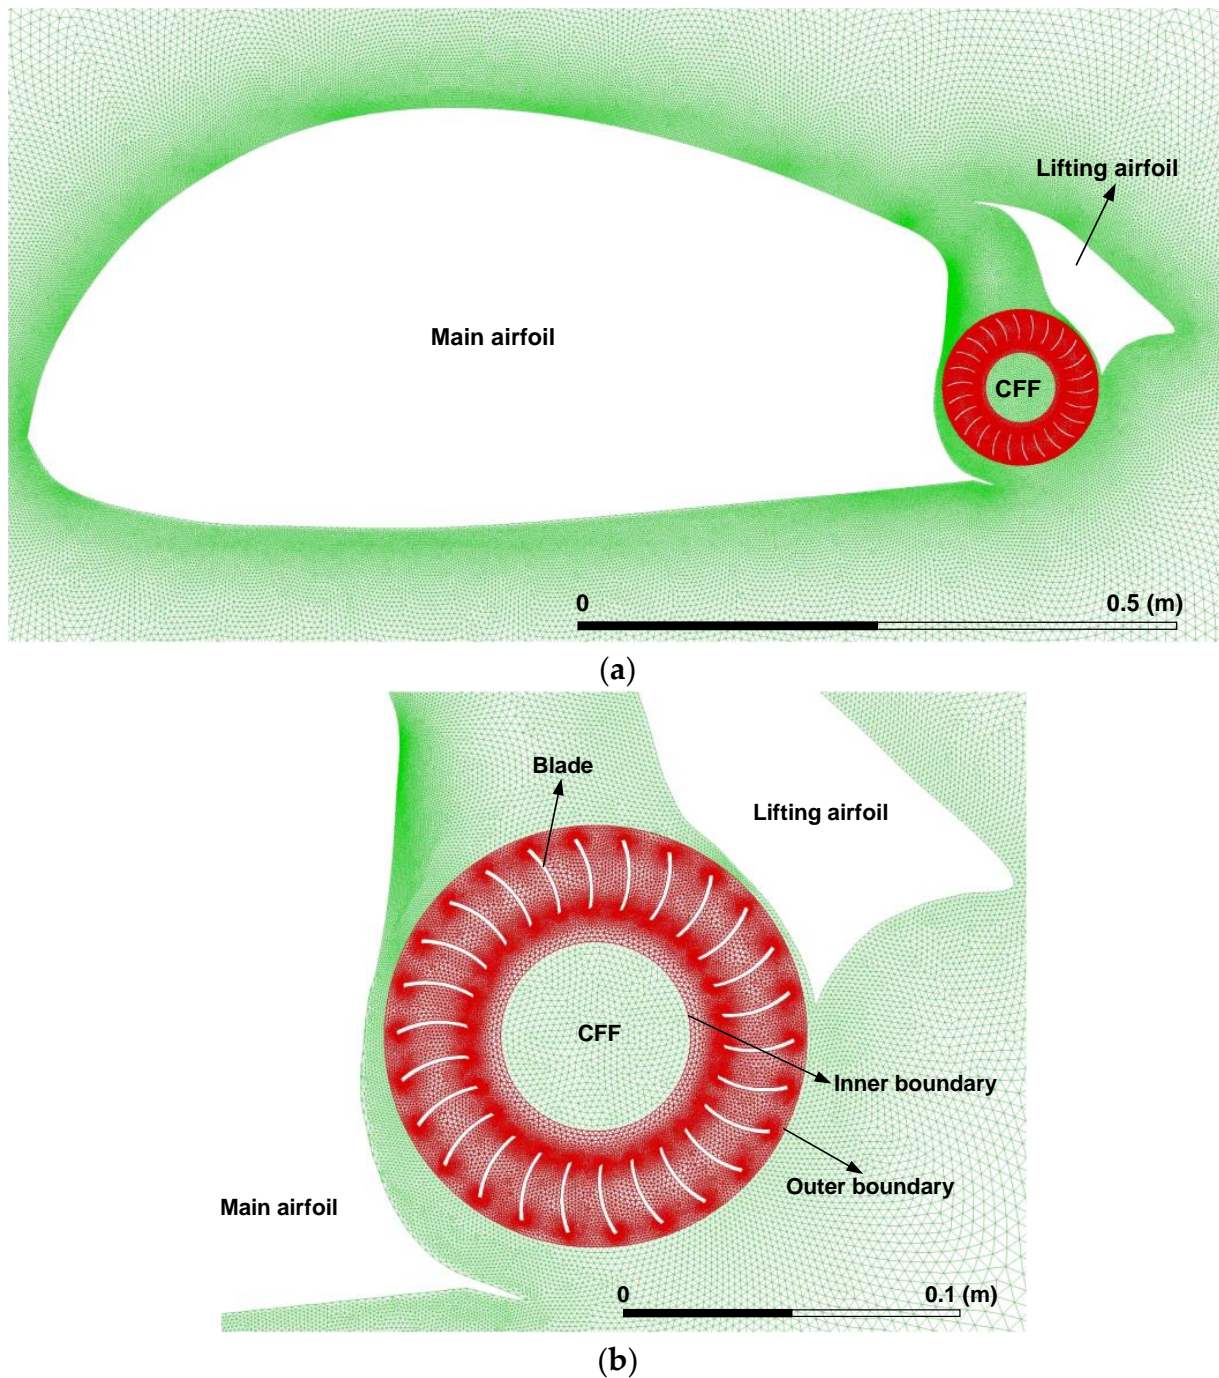 Lifting airfoil
Main airfoil
CFF
0 0.5 (m)
(a)
Blade
Lifting airfoil
CFF
Inner boundary
Outer boundary
Main airfoil
0 0.1 (m)
(b)